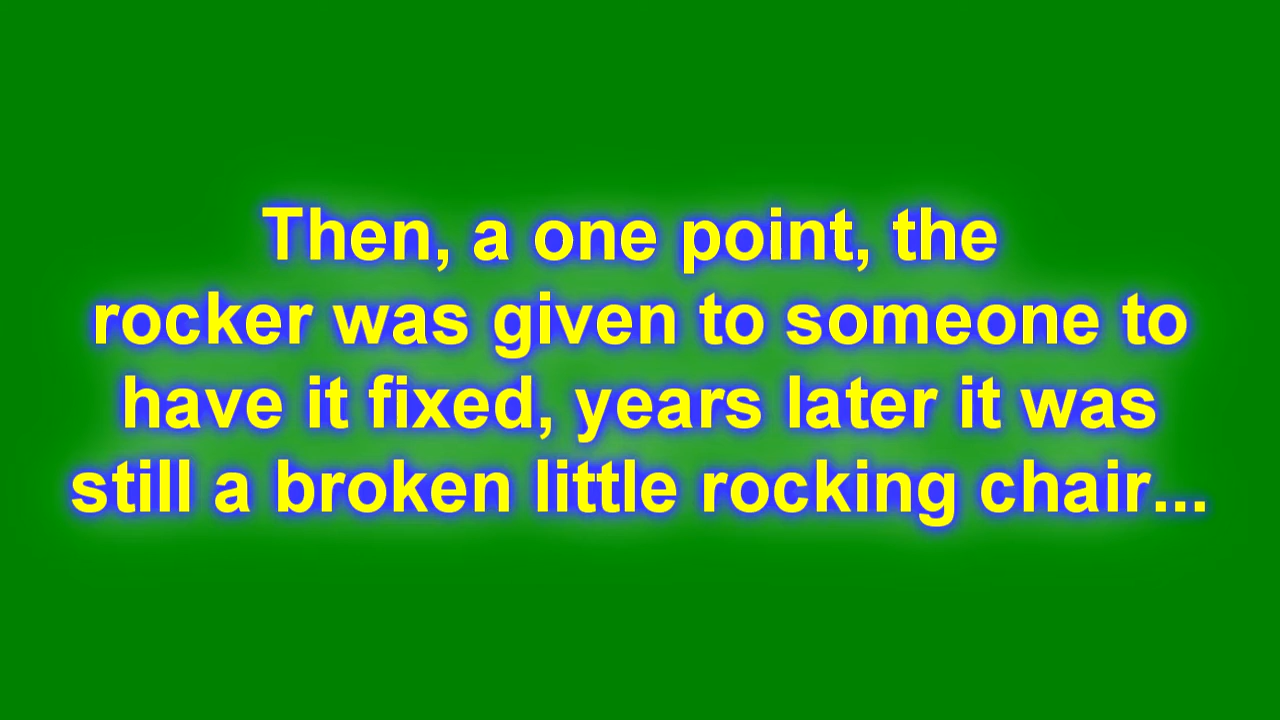 Then, a one point, the
rocker was given to someone to
have it fixed, years later it was
still a broken little rocking chair...